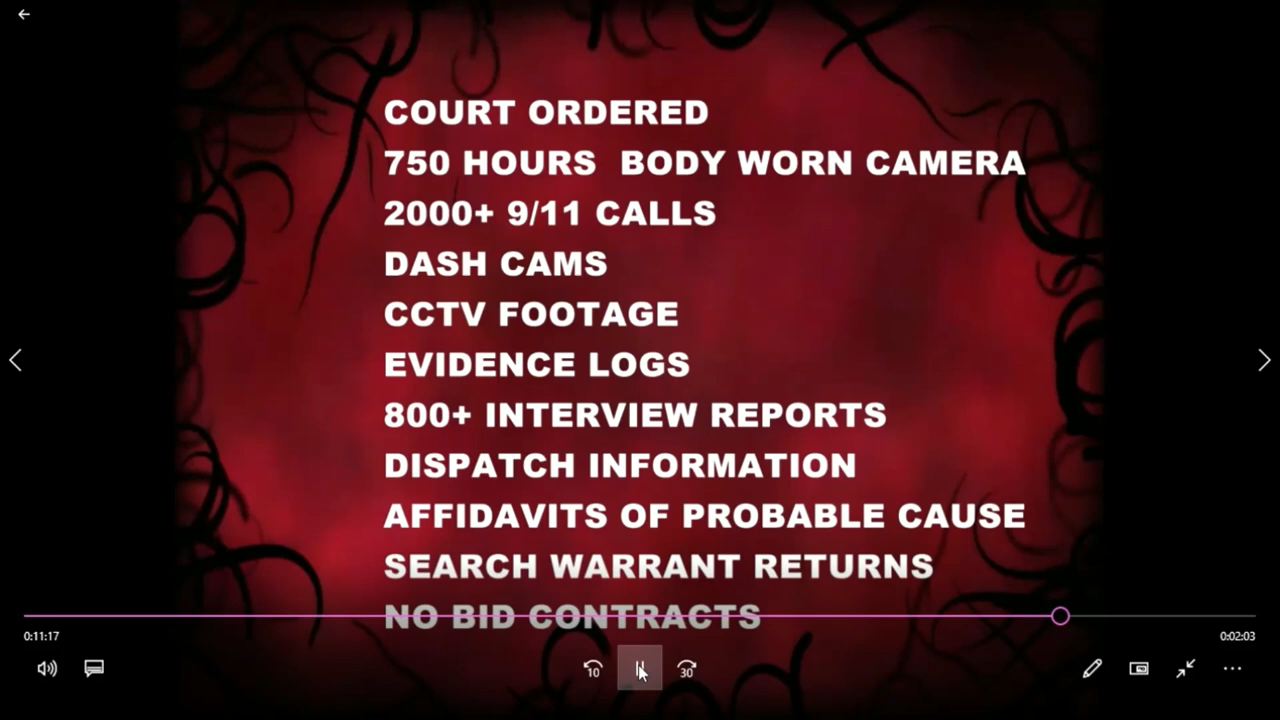 COURT ORDERED
750 HOURS  BODY WORN CAMERA
2000+ 9/11 CALLS
DASH CAMS
CCTV FOOTAGE
EVIDENCE LOGS
800+ INTERVIEW REPORTS
DISPATCH INFORMATION
AFFIDAVITS OF PROBABLE CAUSE
SEARCH WARRANT RETURNS
NO BID CONTRACTS
0:11:17
0:02:03
10
30